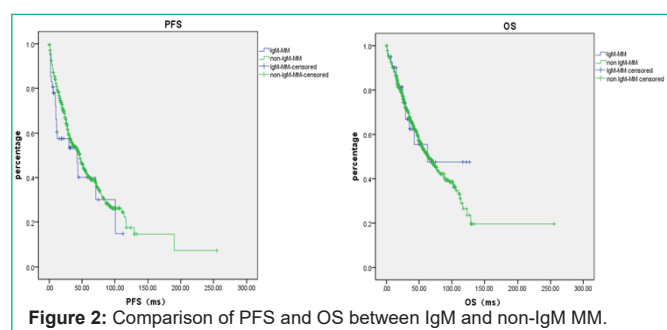 PFS
IgM-MM
non-IgM-MM
IgM-MM-censored
non-IgM-MM-censored
percentage
1.0
0.8
0.6
0.4
0.2
0.0
.00 50.00 100.00 150.00 200.00 250.00 300.00
PFS (ms)
OS
IgM-MM
non IgM-MM
IgM-MM censored
non IgM-MM censored
percentage
1.0
0.8
0.6
0.4
0.2
0.0
.00 50.00 100.00 150.00 200.00 250.00 300.00
OS (ms)
Figure 2: Comparison of PFS and OS between IgM and non-IgM MM.